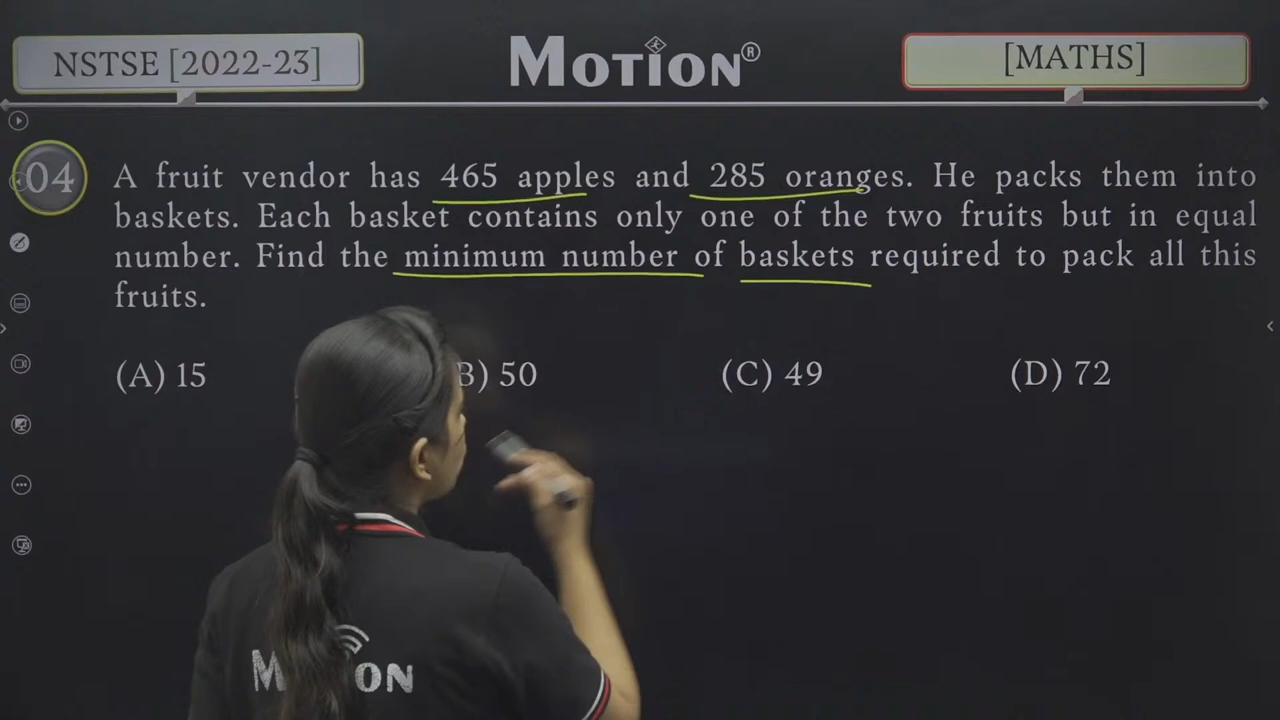 NSTSE [2022-23]
MOTION®
[MATHS]
04
A fruit vendor has 465 apples and 285 oranges. He packs them into
baskets. Each basket contains only one of the two fruits but in equal
number. Find the minimum number of baskets required to pack all this
fruits.
(A) 15 B) 50 (C) 49 (D) 72